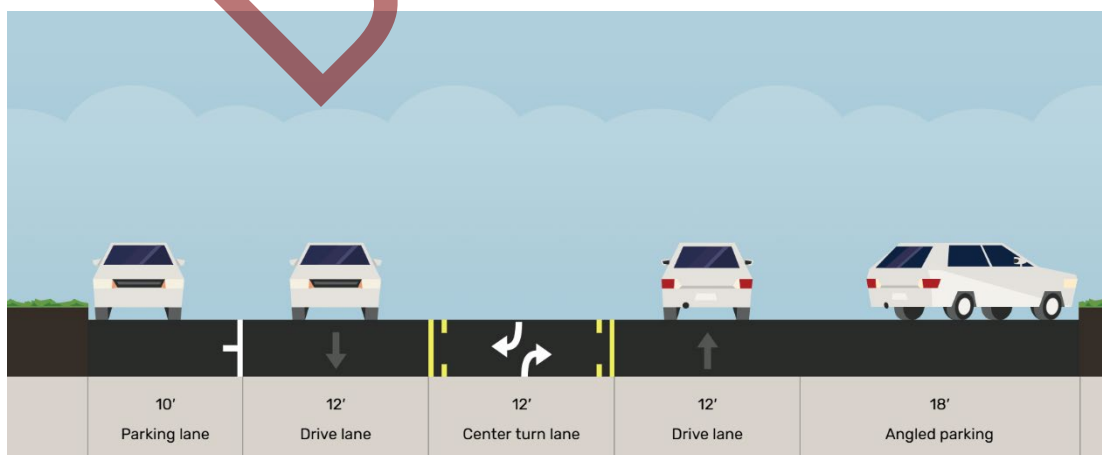 10′
Parking lane
12′
Drive lane
12′
Center turn lane
12′
Drive lane
18′
Angled parking